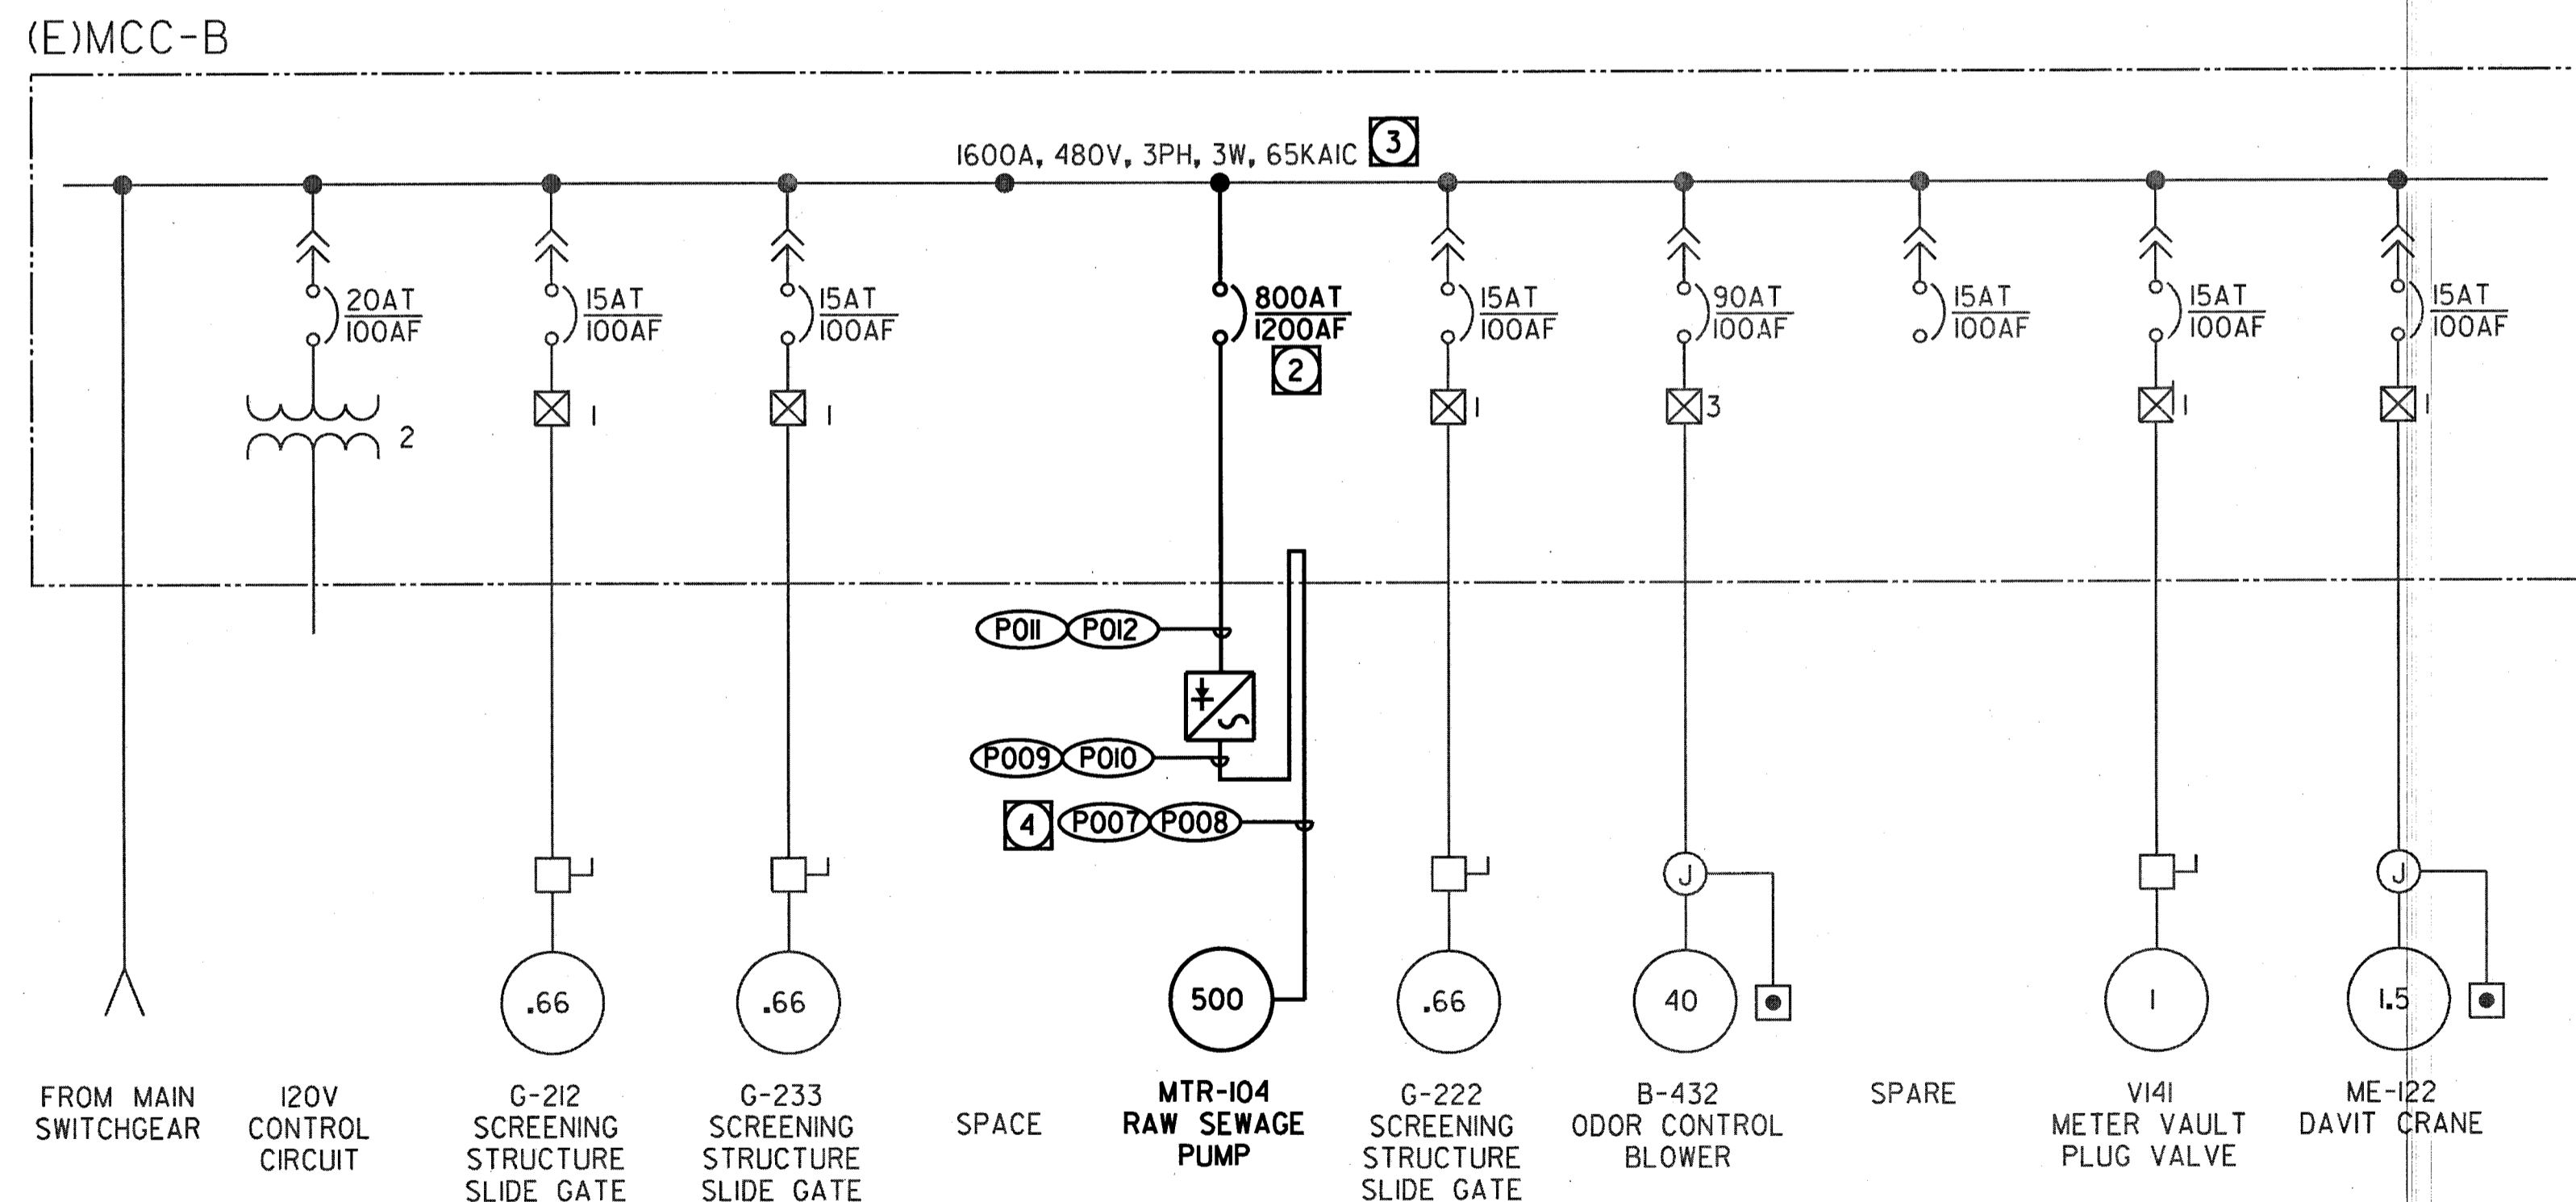 (E)MCC-B
1600A, 480V, 3PH, 3W, 65KAIC
3
20AT
100AF
15AT
100AF
15AT
100AF
800AT
1200AF
2
15AT
100AF
90AT
100AF
15AT
100AF
15AT
100AF
15AT
100AF
2
1
1
1
3
1
1
P011 P012
P009 P010
4 P007 P008
J
J
.66
.66
500
.66
40
1
1.5
FROM MAIN
SWITCHGEAR
120V
CONTROL
CIRCUIT
G-212
SCREENING
STRUCTURE
SLIDE GATE
G-233
SCREENING
STRUCTURE
SLIDE GATE
SPACE
MTR-104
RAW SEWAGE
PUMP
G-222
SCREENING
STRUCTURE
SLIDE GATE
B-432
ODOR CONTROL
BLOWER
SPARE
V141
METER VAULT
PLUG VALVE
ME-122
DAVIT CRANE